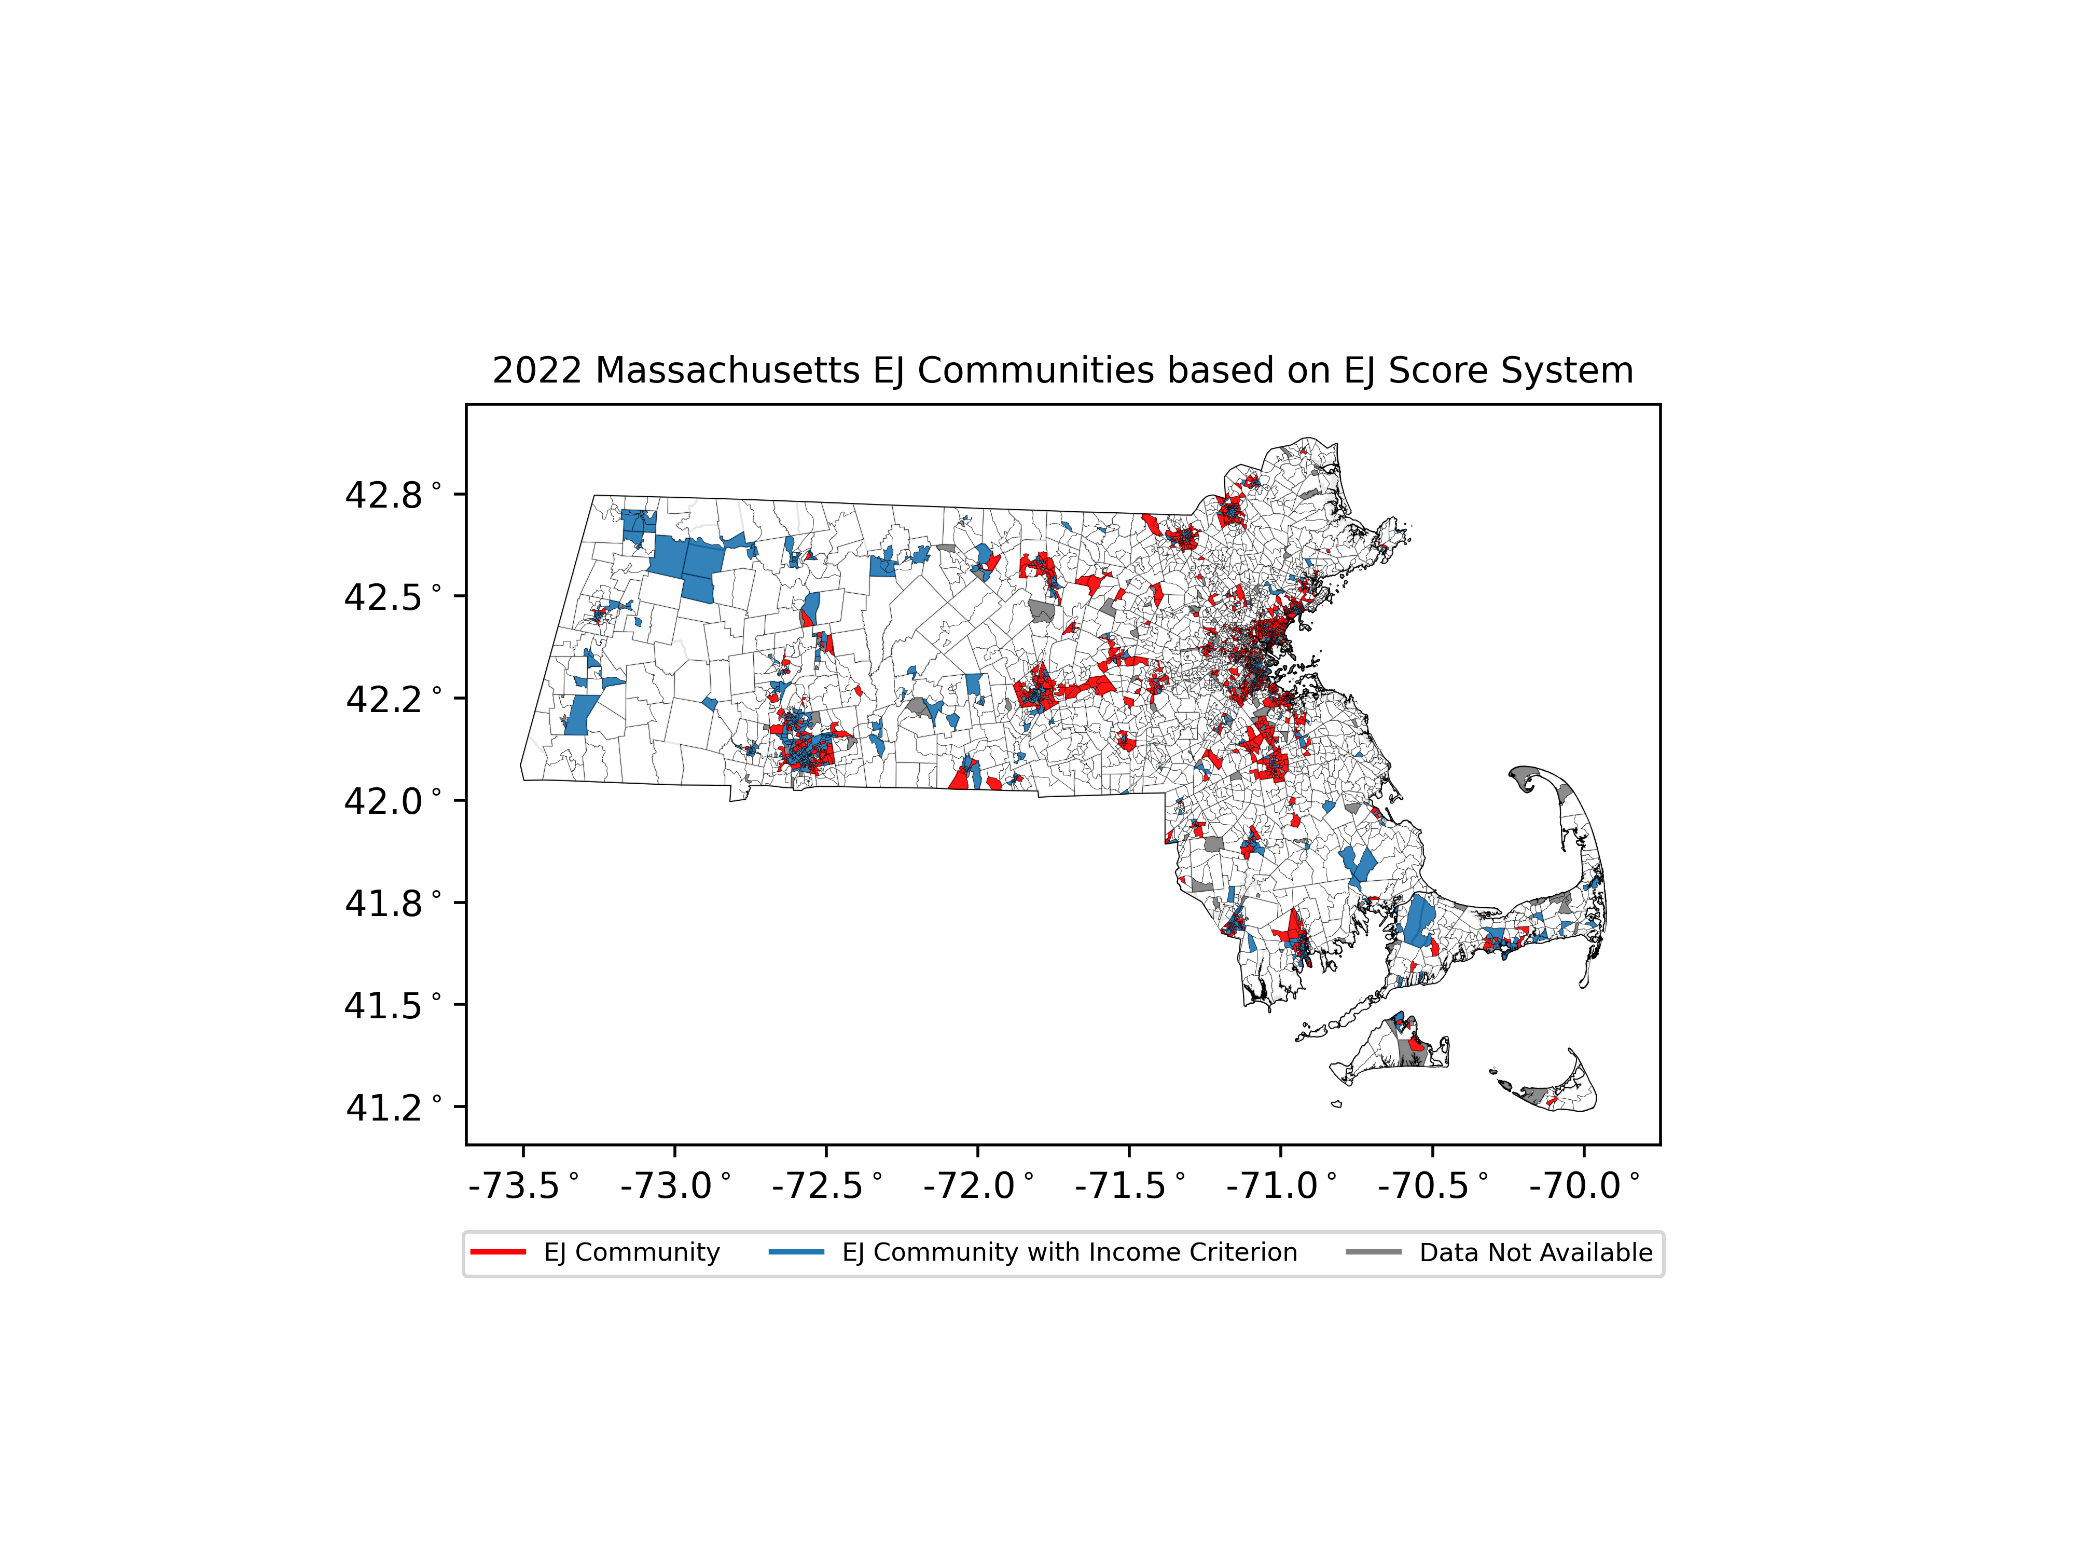 2022 Massachusetts EJ Communities based on EJ Score System
42.8°
42.5°
42.2°
42.0°
41.8°
41.5°
41.2°
-73.5° -73.0° -72.5° -72.0° -71.5° -71.0° -70.5° -70.0°
EJ Community EJ Community with Income Criterion Data Not Available